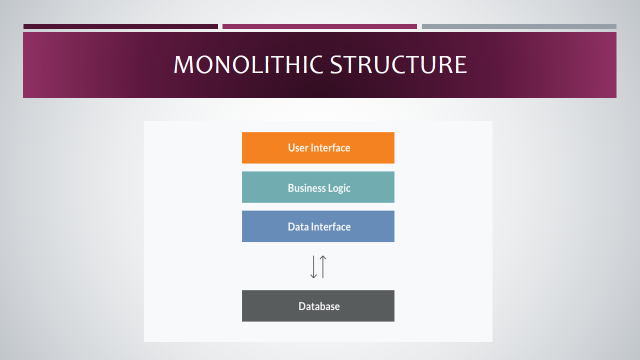 MONOLITHIC STRUCTURE
User Interface
Business Logic
Data Interface
Database